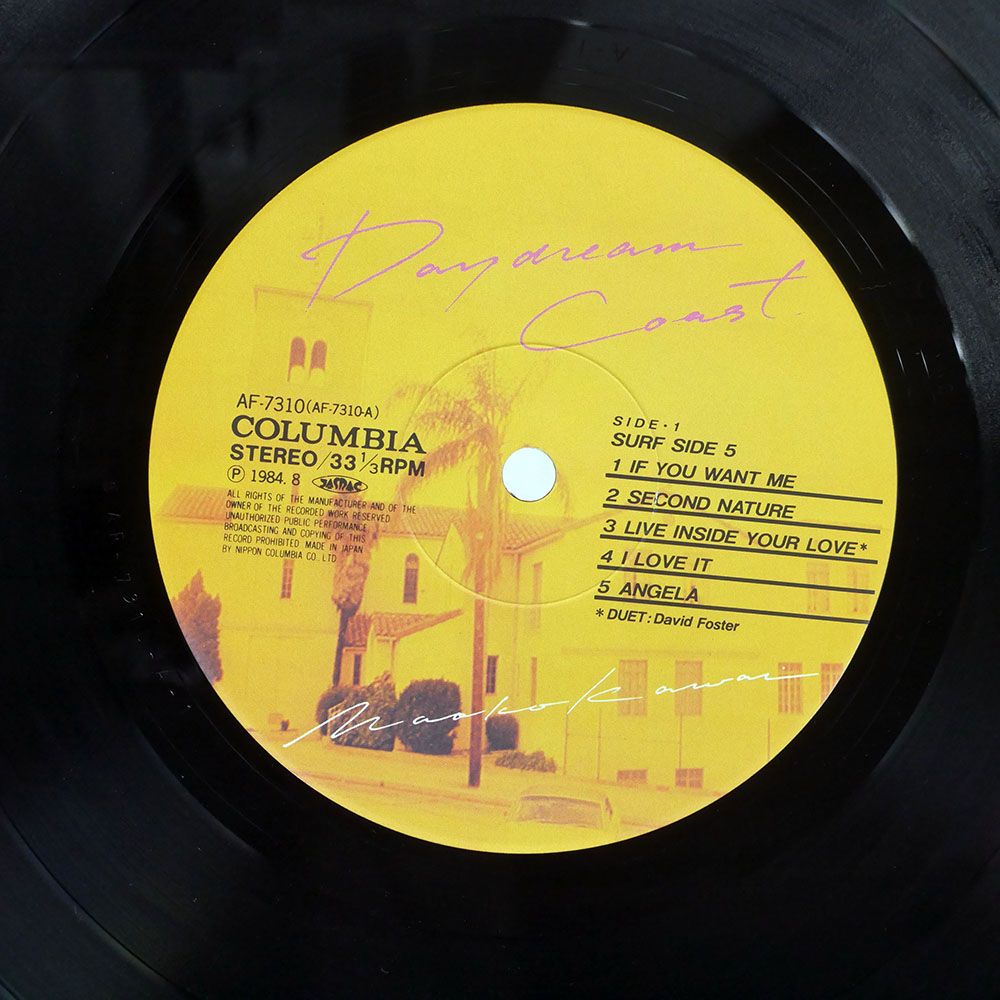 Daydream
Coast
AF-7310(AF-7310-A)
COLUMBIA
STEREO/33 1/3 RPM
Ⓟ 1984. 8 JASRAC
ALL RIGHTS OF THE MANUFACTURER AND OF THE
OWNER OF THE RECORDED WORK RESERVED
UNAUTHORIZED PUBLIC PERFORMANCE
BROADCASTING AND COPYING OF THIS
RECORD PROHIBITED. MADE IN JAPAN
BY NIPPON COLUMBIA CO., LTD
SIDE・1
SURF SIDE 5
1 IF YOU WANT ME
2 SECOND NATURE
3 LIVE INSIDE YOUR LOVE*
4 I LOVE IT
5 ANGELA
* DUET: David Foster
Naoko Kawai